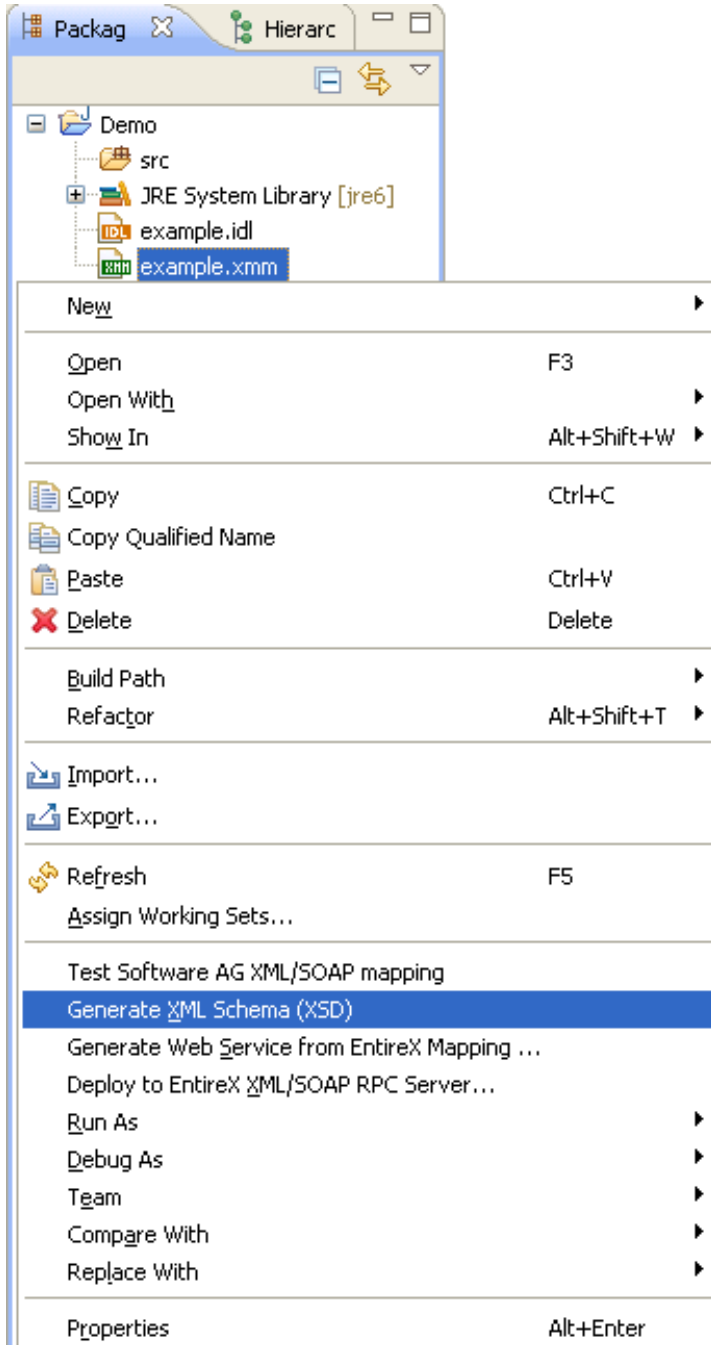 Packag Hierarc
Demo
src
JRE System Library [jre6]
IDL example.idl
XMM example.xmm
New
Open F3
Open With
Show In Alt+Shift+W
Copy Ctrl+C
Copy Qualified Name
Paste Ctrl+V
Delete Delete
Build Path
Refactor Alt+Shift+T
Import...
Export...
Refresh F5
Assign Working Sets...
Test Software AG XML/SOAP mapping
Generate XML Schema (XSD)
Generate Web Service from EntireX Mapping ...
Deploy to EntireX XML/SOAP RPC Server...
Run As
Debug As
Team
Compare With
Replace With
Properties Alt+Enter